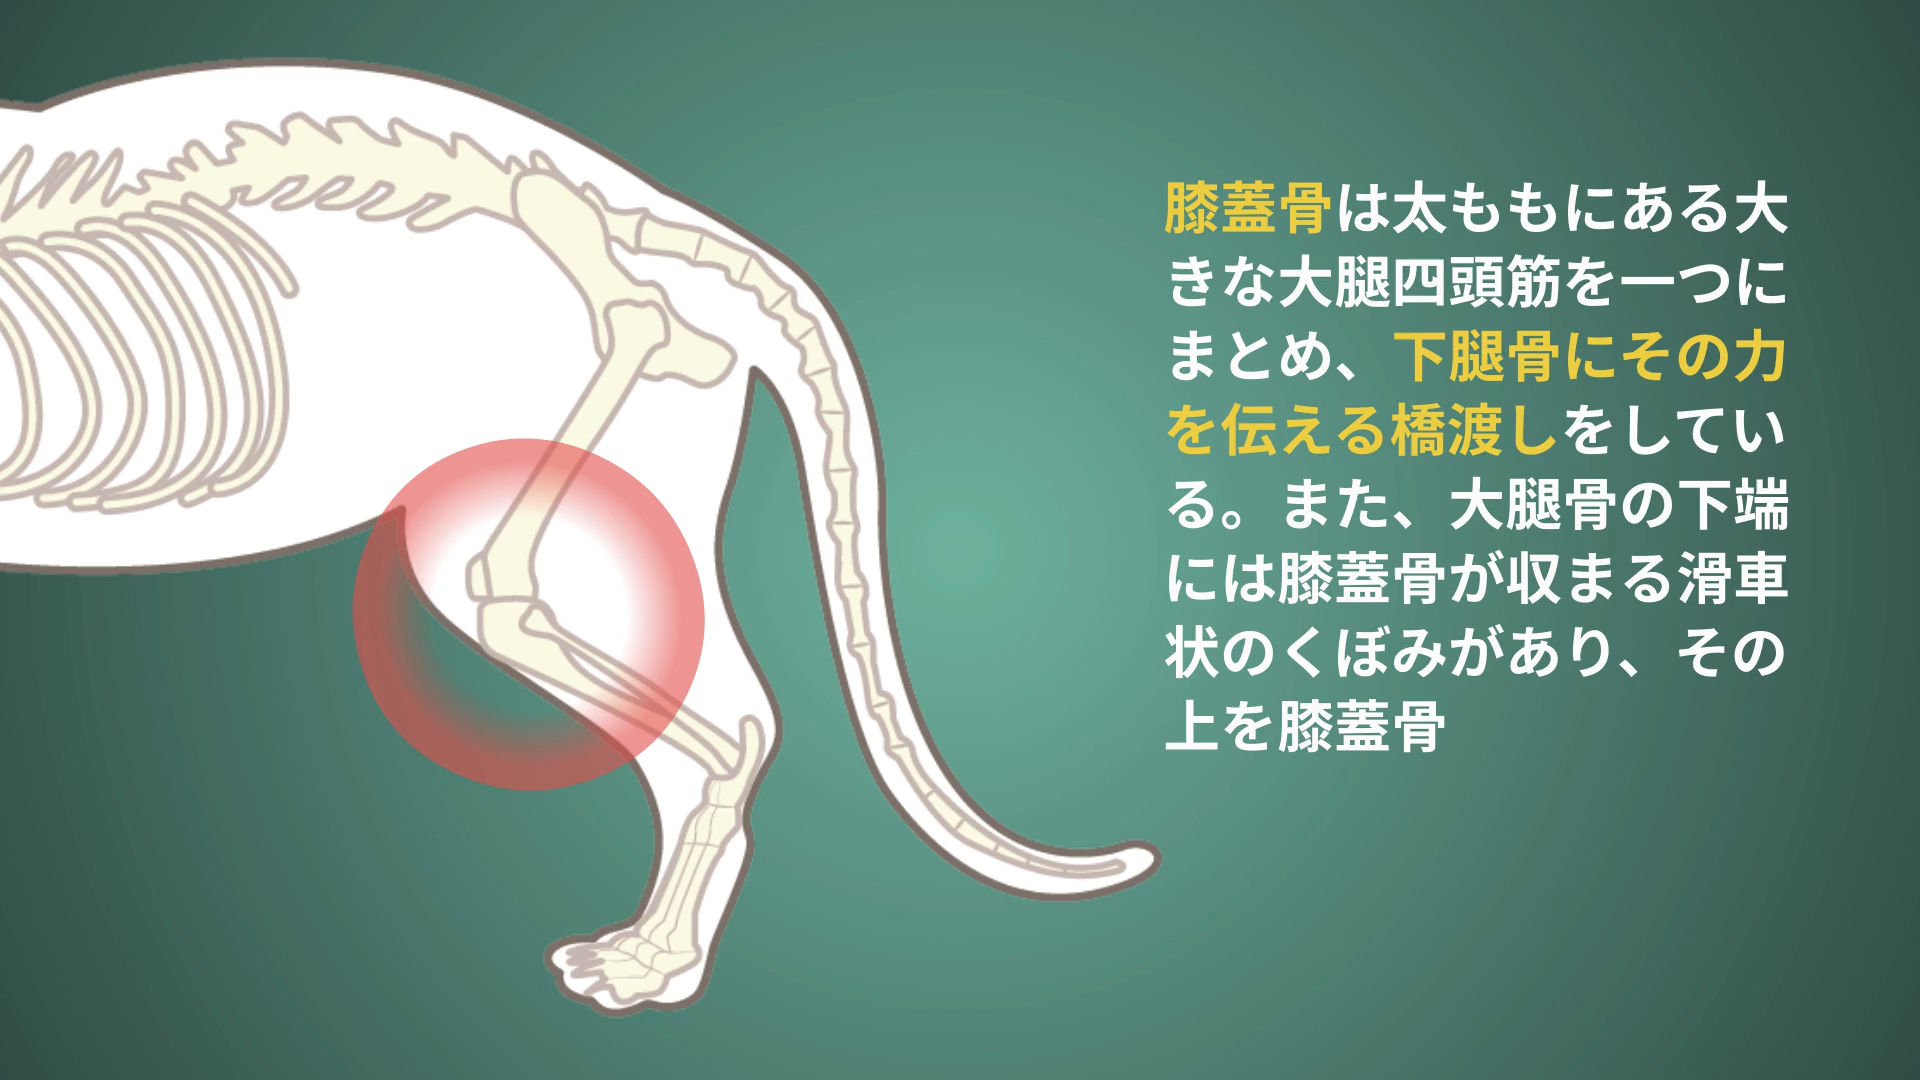 膝蓋骨は太ももにある大
きな大腿四頭筋を一つに
まとめ、下腿骨にその力
を伝える橋渡しをしてい
る。また、大腿骨の下端
には膝蓋骨が収まる滑車
状のくぼみがあり、その
上を膝蓋骨